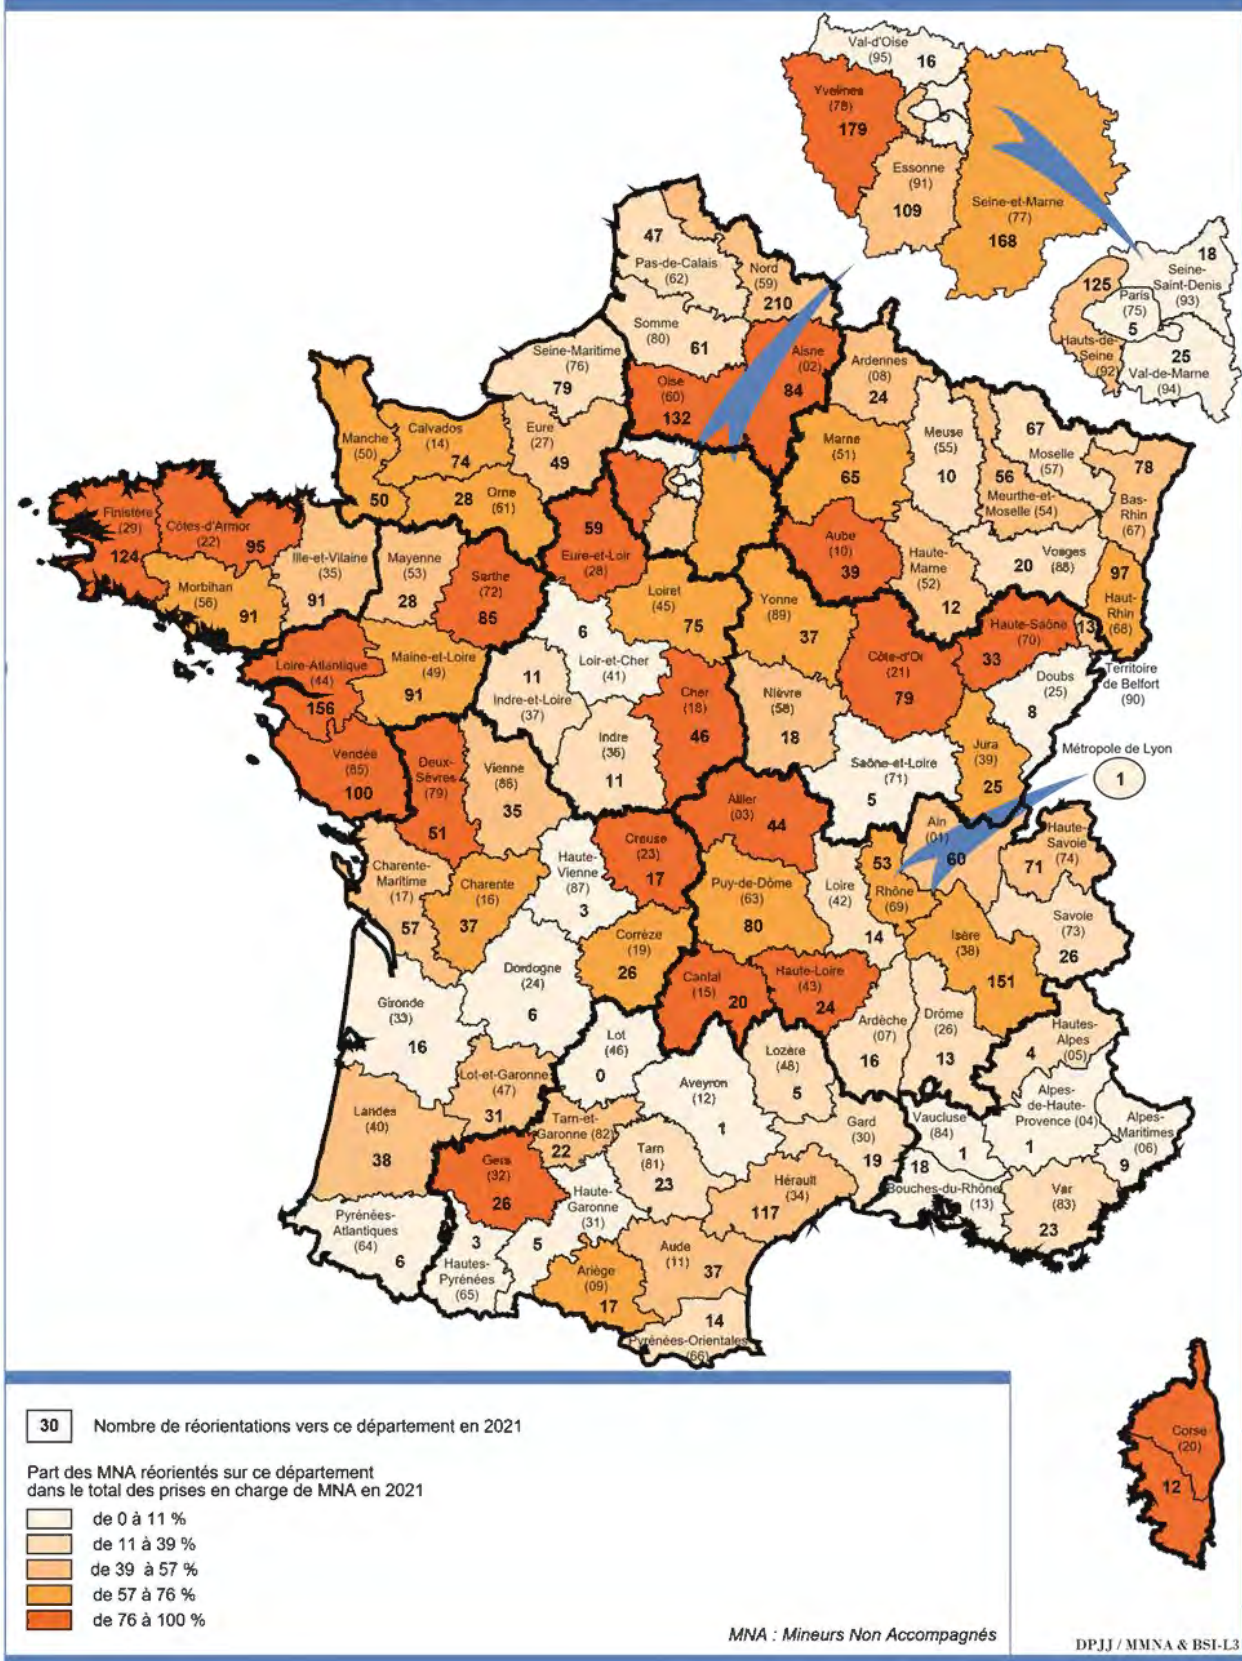 Val-d'Oise
(95)
16
Yvelines
(78)
179
Essonne
(91)
109
Seine-et-Marne
(77)
168
18
Seine-
Saint-Denis
(93)
125
Paris
(75)
5
Hauts-de-
Seine
(92)
25
Val-de-Marne
(94)
47
Pas-de-Calais
(62)
Nord
(59)
210
Somme
(80)
61
Aisne
(02)
84
Oise
(60)
132
Seine-Maritime
(76)
79
Eure
(27)
49
Ardennes
(08)
24
Marne
(51)
65
Meuse
(55)
10
67
Moselle
(57)
56
Meurthe-et-
Moselle (54)
78
Bas-
Rhin
(67)
Manche
(50)
50
Calvados
(14)
74
28
Orne
(61)
Finistère
(29)
124
Côtes-d'Armor
(22)
95
Morbihan
(56)
91
Ille-et-Vilaine
(35)
91
Mayenne
(53)
28
Sarthe
(72)
85
59
Eure-et-Loir
(28)
Aube
(10)
39
Haute-
Marne
(52)
12
Vosges
(88)
20
97
Haut-
Rhin
(68)
Loiret
(45)
75
Yonne
(89)
37
Haute-Saône
(70)
33
13
Territoire
de Belfort
(90)
Loire-Atlantique
(44)
156
Maine-et-Loire
(49)
91
6
Loir-et-Cher
(41)
11
Indre-et-Loire
(37)
Cher
(18)
46
Nièvre
(58)
18
Côte-d'Or
(21)
79
Doubs
(25)
8
Vendée
(85)
100
Deux-
Sèvres
(79)
51
Vienne
(86)
35
Indre
(36)
11
Saône-et-Loire
(71)
5
Jura
(39)
25
Métropole de Lyon
1
Allier
(03)
44
Creuse
(23)
17
Haute-
Vienne
(87)
3
Charente-
Maritime
(17)
57
Charente
(16)
37
Puy-de-Dôme
(63)
80
Loire
(42)
14
53
Rhône
(69)
Ain
(01)
60
Haute-
Savoie
(74)
71
Savoie
(73)
26
Isère
(38)
151
Corrèze
(19)
26
Cantal
(15)
20
Haute-Loire
(43)
24
Dordogne
(24)
6
Gironde
(33)
16
Ardèche
(07)
16
Drôme
(26)
13
Hautes-
Alpes
(05)
4
Lot
(46)
0
Aveyron
(12)
1
Lozère
(48)
5
Lot-et-Garonne
(47)
31
Landes
(40)
38
Tarn-et-
Garonne (82)
22
Tarn
(81)
23
Gard
(30)
19
Vaucluse
(84)
1
Alpes-
de-Haute-
Provence (04)
1
Alpes-
Maritimes
(06)
9
18
Bouches-du-Rhône
(13)
Var
(83)
23
Gers
(32)
26
Haute-
Garonne
(31)
5
Hérault
(34)
117
Pyrénées-
Atlantiques
(64)
6
3
Hautes-
Pyrénées
(65)
Ariège
(09)
17
Aude
(11)
37
14
Pyrénées-Orientales
(66)
Corse
(20)
12
30
Nombre de réorientations vers ce département en 2021
Part des MNA réorientés sur ce département
dans le total des prises en charge de MNA en 2021
de 0 à 11 %
de 11 à 39 %
de 39 à 57 %
de 57 à 76 %
de 76 à 100 %
MNA : Mineurs Non Accompagnés
DPJJ / MMNA & BSI-L3